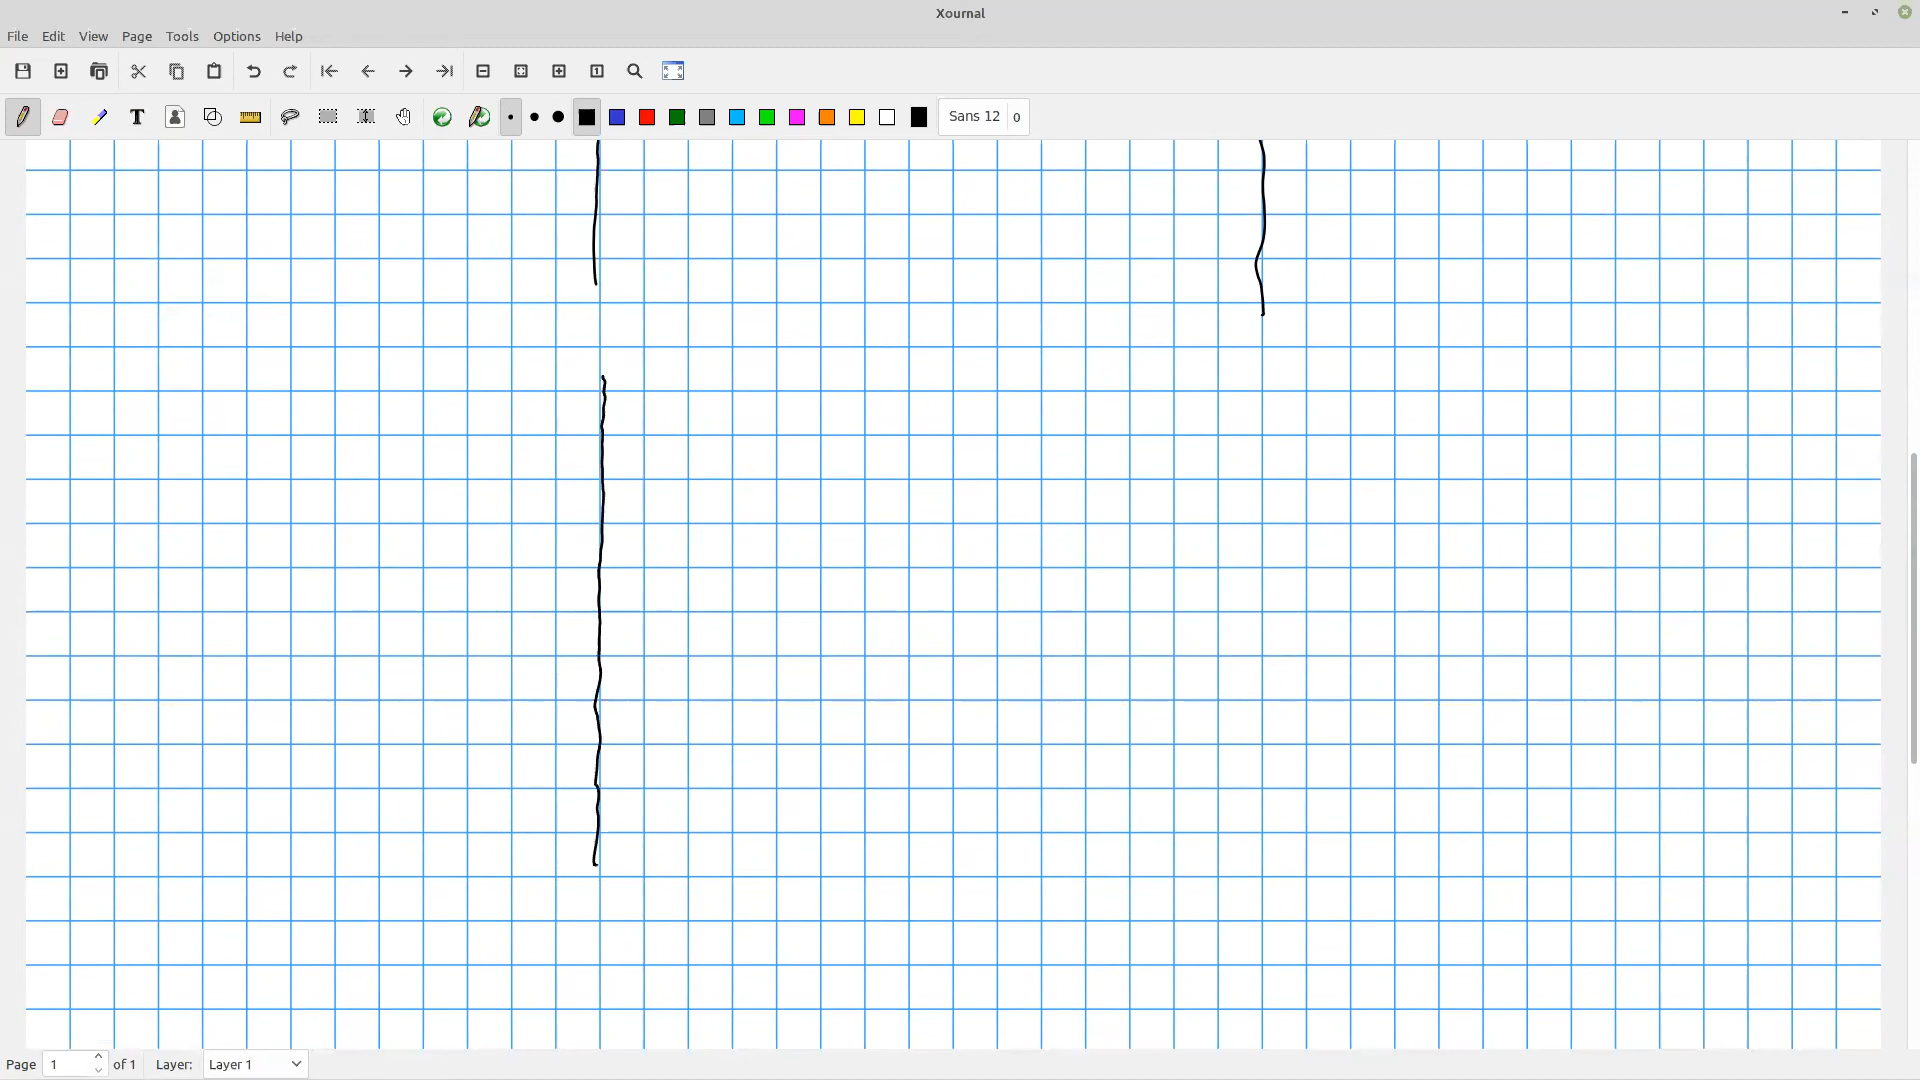 Xournal
File Edit View Page Tools Options Help
T Sans 12 0
Page 1 of 1 Layer: Layer 1